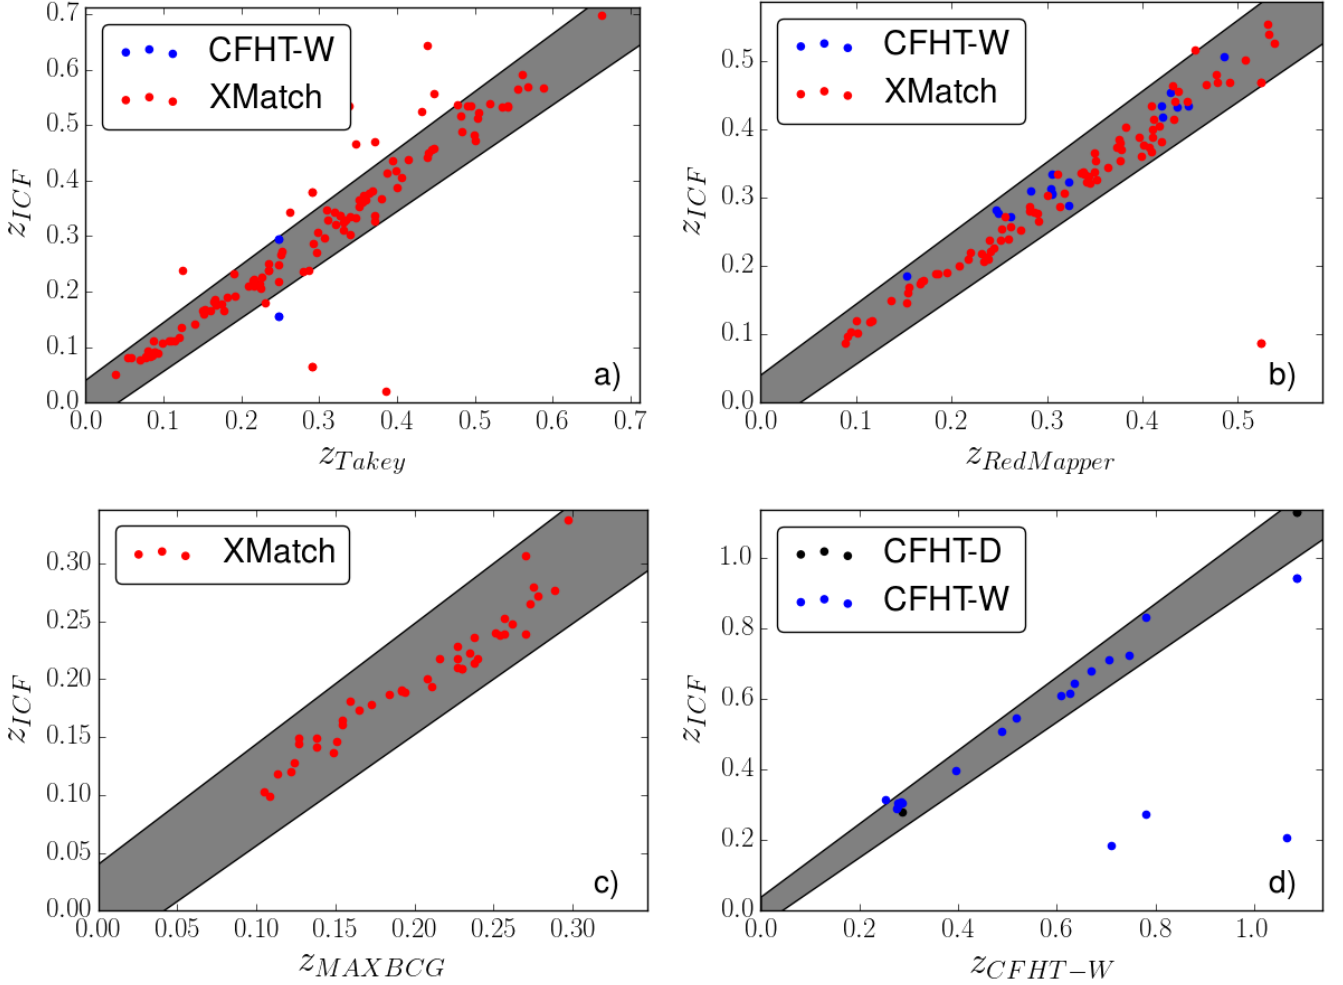 0.7
0.6
0.5
0.4
0.3
0.2
0.1
0.0
z_ICF
CFHT-W
XMatch
a)
0.0 0.1 0.2 0.3 0.4 0.5 0.6 0.7
z_Takey
0.5
0.4
0.3
0.2
0.1
0.0
z_ICF
CFHT-W
XMatch
b)
0.0 0.1 0.2 0.3 0.4 0.5
z_RedMapper
0.30
0.25
0.20
0.15
0.10
0.05
0.00
z_ICF
XMatch
c)
0.00 0.05 0.10 0.15 0.20 0.25 0.30
z_MAXBCG
1.0
0.8
0.6
0.4
0.2
0.0
z_ICF
CFHT-D
CFHT-W
d)
0.0 0.2 0.4 0.6 0.8 1.0
z_CFHT−W